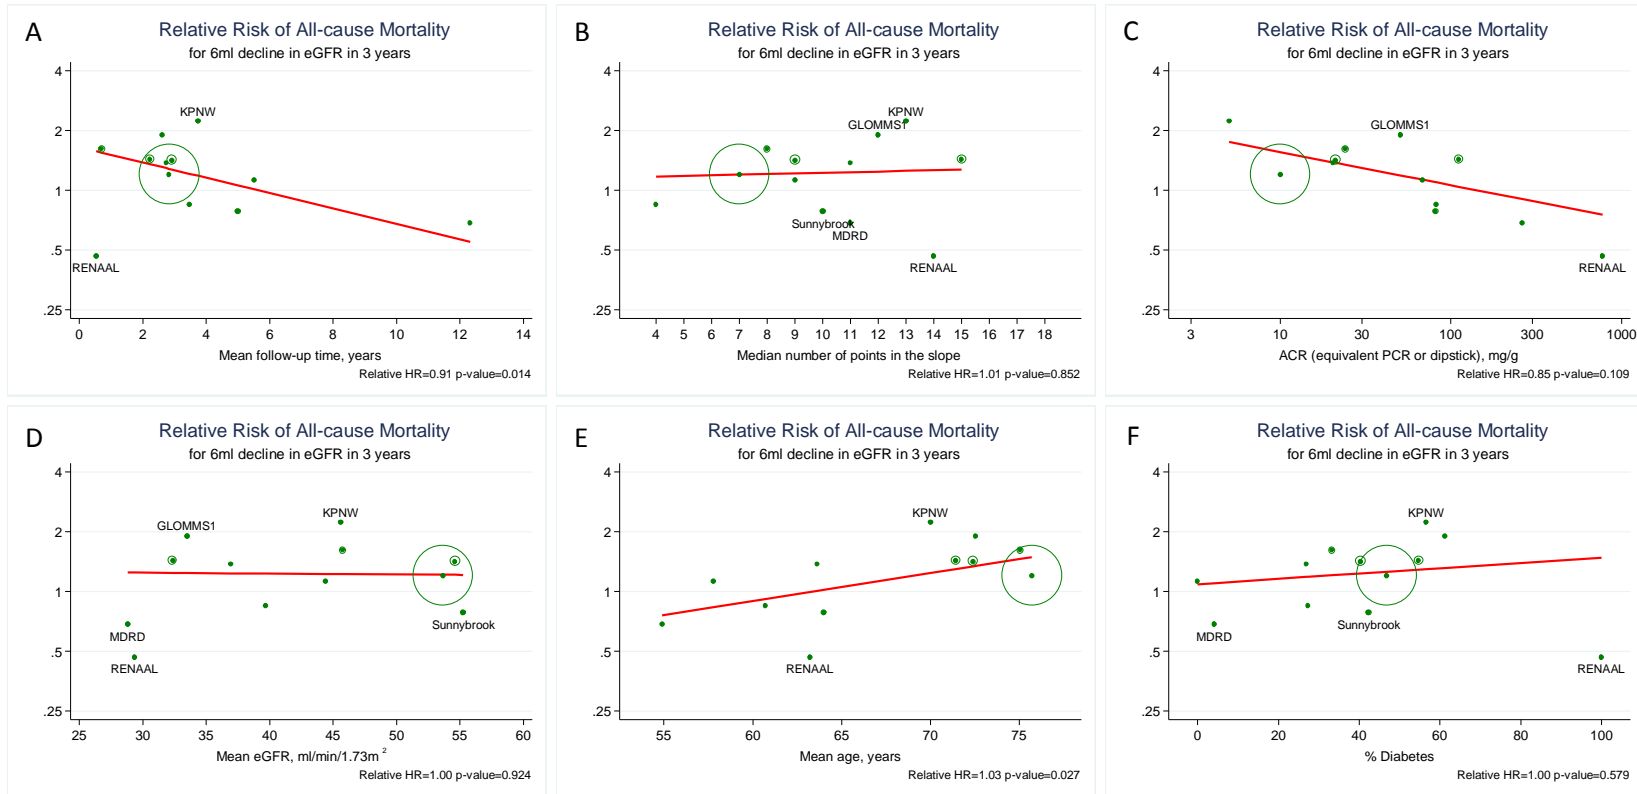 A
Relative Risk of All-cause Mortality
for 6ml decline in eGFR in 3 years
4
2
1
.5
.25
KPNW
RENAAL
0 2 4 6 8 10 12 14
Mean follow-up time, years
Relative HR=0.91 p-value=0.014
B
Relative Risk of All-cause Mortality
for 6ml decline in eGFR in 3 years
4
2
1
.5
.25
KPNW
GLOMMS1
Sunnybrook
MDRD
RENAAL
4 5 6 7 8 9 10 11 12 13 14 15 16 17 18
Median number of points in the slope
Relative HR=1.01 p-value=0.852
C
Relative Risk of All-cause Mortality
for 6ml decline in eGFR in 3 years
4
2
1
.5
.25
GLOMMS1
RENAAL
3 10 30 100 300 1000
ACR (equivalent PCR or dipstick), mg/g
Relative HR=0.85 p-value=0.109
D
Relative Risk of All-cause Mortality
for 6ml decline in eGFR in 3 years
4
2
1
.5
.25
KPNW
GLOMMS1
Sunnybrook
MDRD
RENAAL
25 30 35 40 45 50 55 60
Mean eGFR, ml/min/1.73m²
Relative HR=1.00 p-value=0.924
E
Relative Risk of All-cause Mortality
for 6ml decline in eGFR in 3 years
4
2
1
.5
.25
KPNW
RENAAL
55 60 65 70 75
Mean age, years
Relative HR=1.03 p-value=0.027
F
Relative Risk of All-cause Mortality
for 6ml decline in eGFR in 3 years
4
2
1
.5
.25
KPNW
Sunnybrook
MDRD
RENAAL
0 20 40 60 80 100
% Diabetes
Relative HR=1.00 p-value=0.579